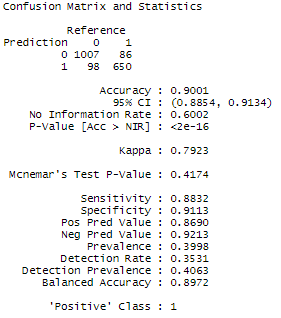 Confusion Matrix and Statistics
Reference
Prediction 0 1
0 1007 86
1 98 650
Accuracy : 0.9001
95% CI : (0.8854, 0.9134)
No Information Rate : 0.6002
P-Value [Acc > NIR] : <2e-16
Kappa : 0.7923
Mcnemar's Test P-Value : 0.4174
Sensitivity : 0.8832
Specificity : 0.9113
Pos Pred Value : 0.8690
Neg Pred Value : 0.9213
Prevalence : 0.3998
Detection Rate : 0.3531
Detection Prevalence : 0.4063
Balanced Accuracy : 0.8972
'Positive' Class : 1